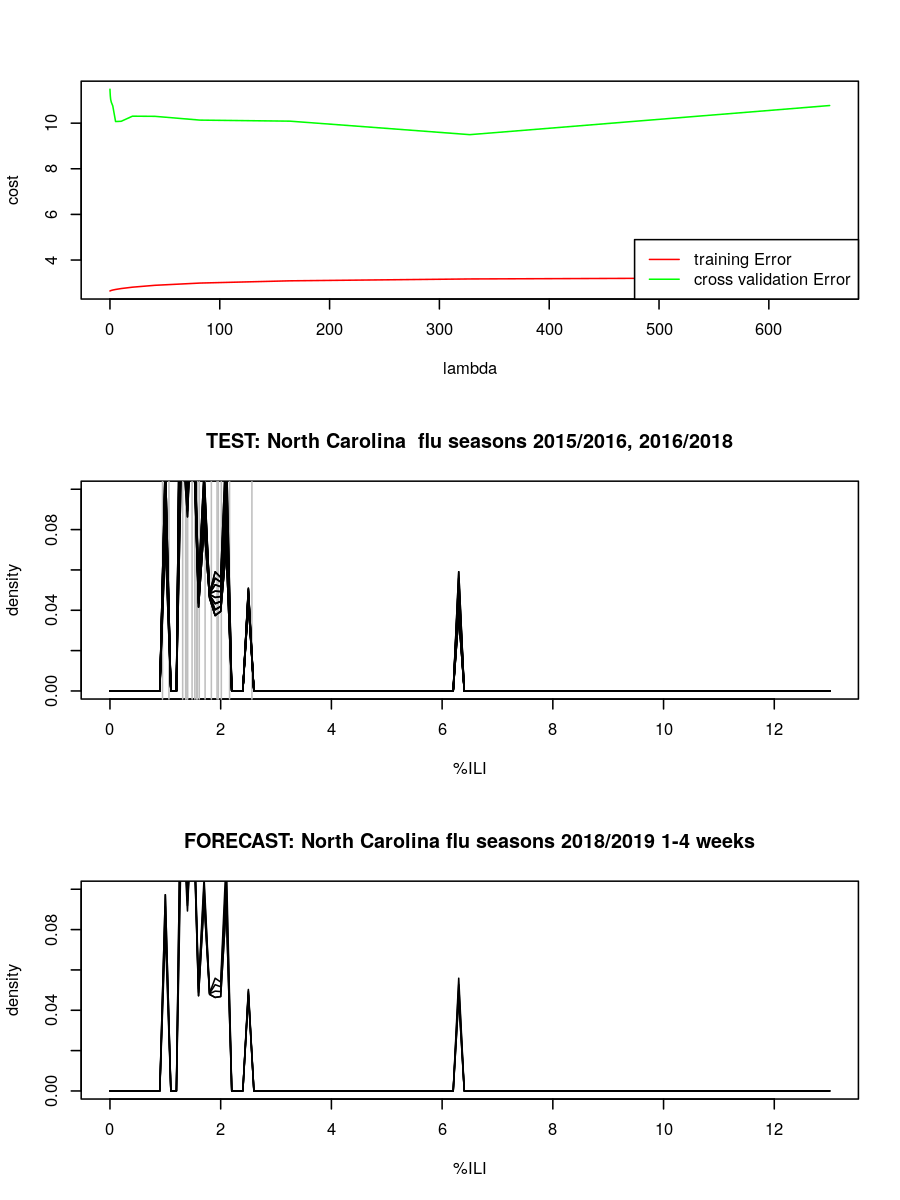 cost
10
8
6
4
training Error
cross validation Error
0 100 200 300 400 500 600
lambda
TEST: North Carolina  flu seasons 2015/2016, 2016/2018
density
0.08
0.04
0.00
0 2 4 6 8 10 12
%ILI
FORECAST: North Carolina flu seasons 2018/2019 1-4 weeks
density
0.08
0.04
0.00
0 2 4 6 8 10 12
%ILI